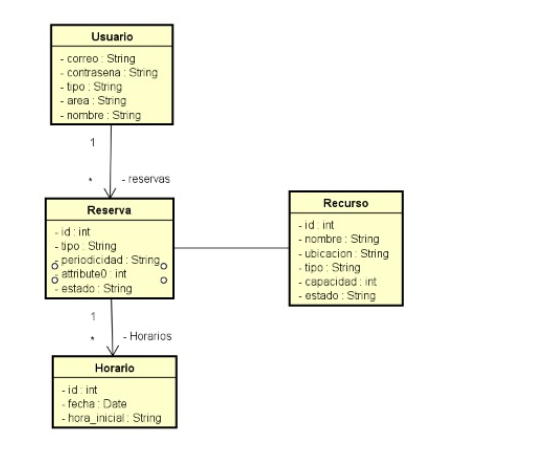 Usuario
- correo : String
- contrasena : String
- tipo : String
- area : String
- nombre : String
1
*
- reservas
Reserva
- id : int
- tipo : String
- periodicidad : String
- attribute0 : int
- estado : String
Recurso
- id : int
- nombre : String
- ubicacion : String
- tipo : String
- capacidad : int
- estado : String
1
*
- Horarios
Horario
- id : int
- fecha : Date
- hora_inicial : String